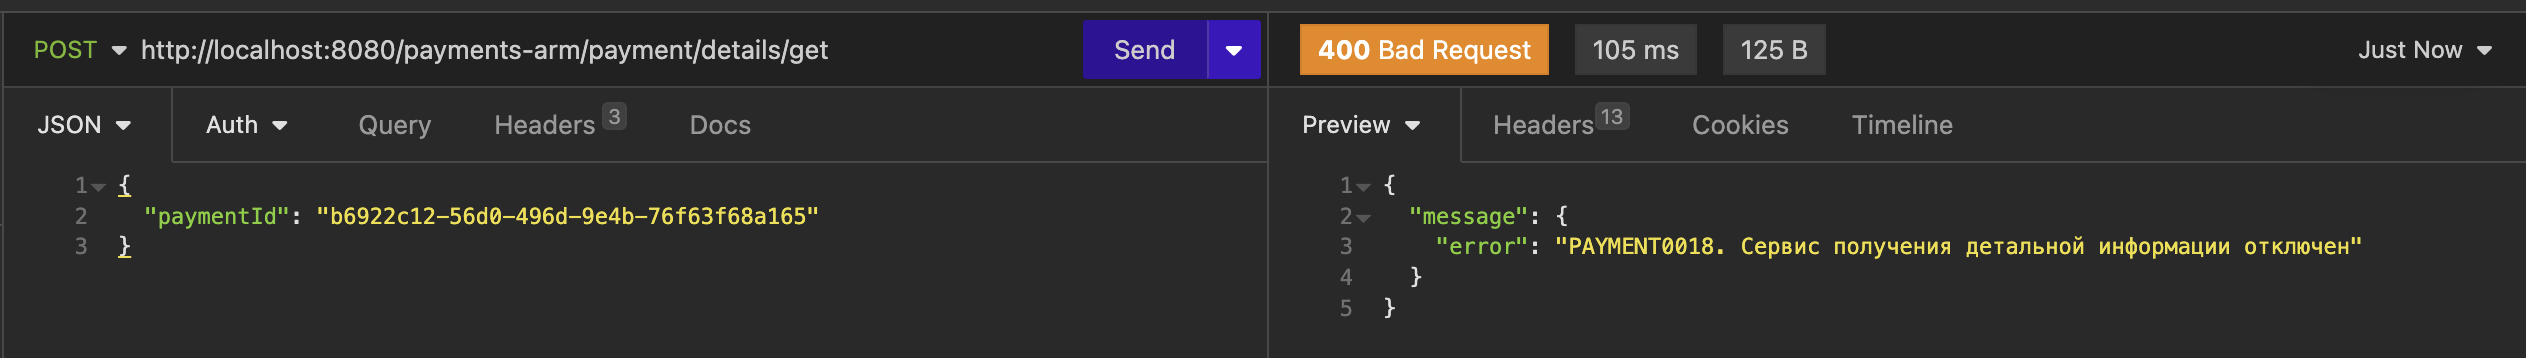 POST http://localhost:8080/payments-arm/payment/details/get Send
JSON Auth Query Headers 3 Docs
1 {
2 "paymentId": "b6922c12-56d0-496d-9e4b-76f63f68a165"
3 }
400 Bad Request 105 ms 125 B Just Now
Preview Headers 13 Cookies Timeline
1 {
2 "message": {
3 "error": "PAYMENT0018. Сервис получения детальной информации отключен"
4 }
5 }